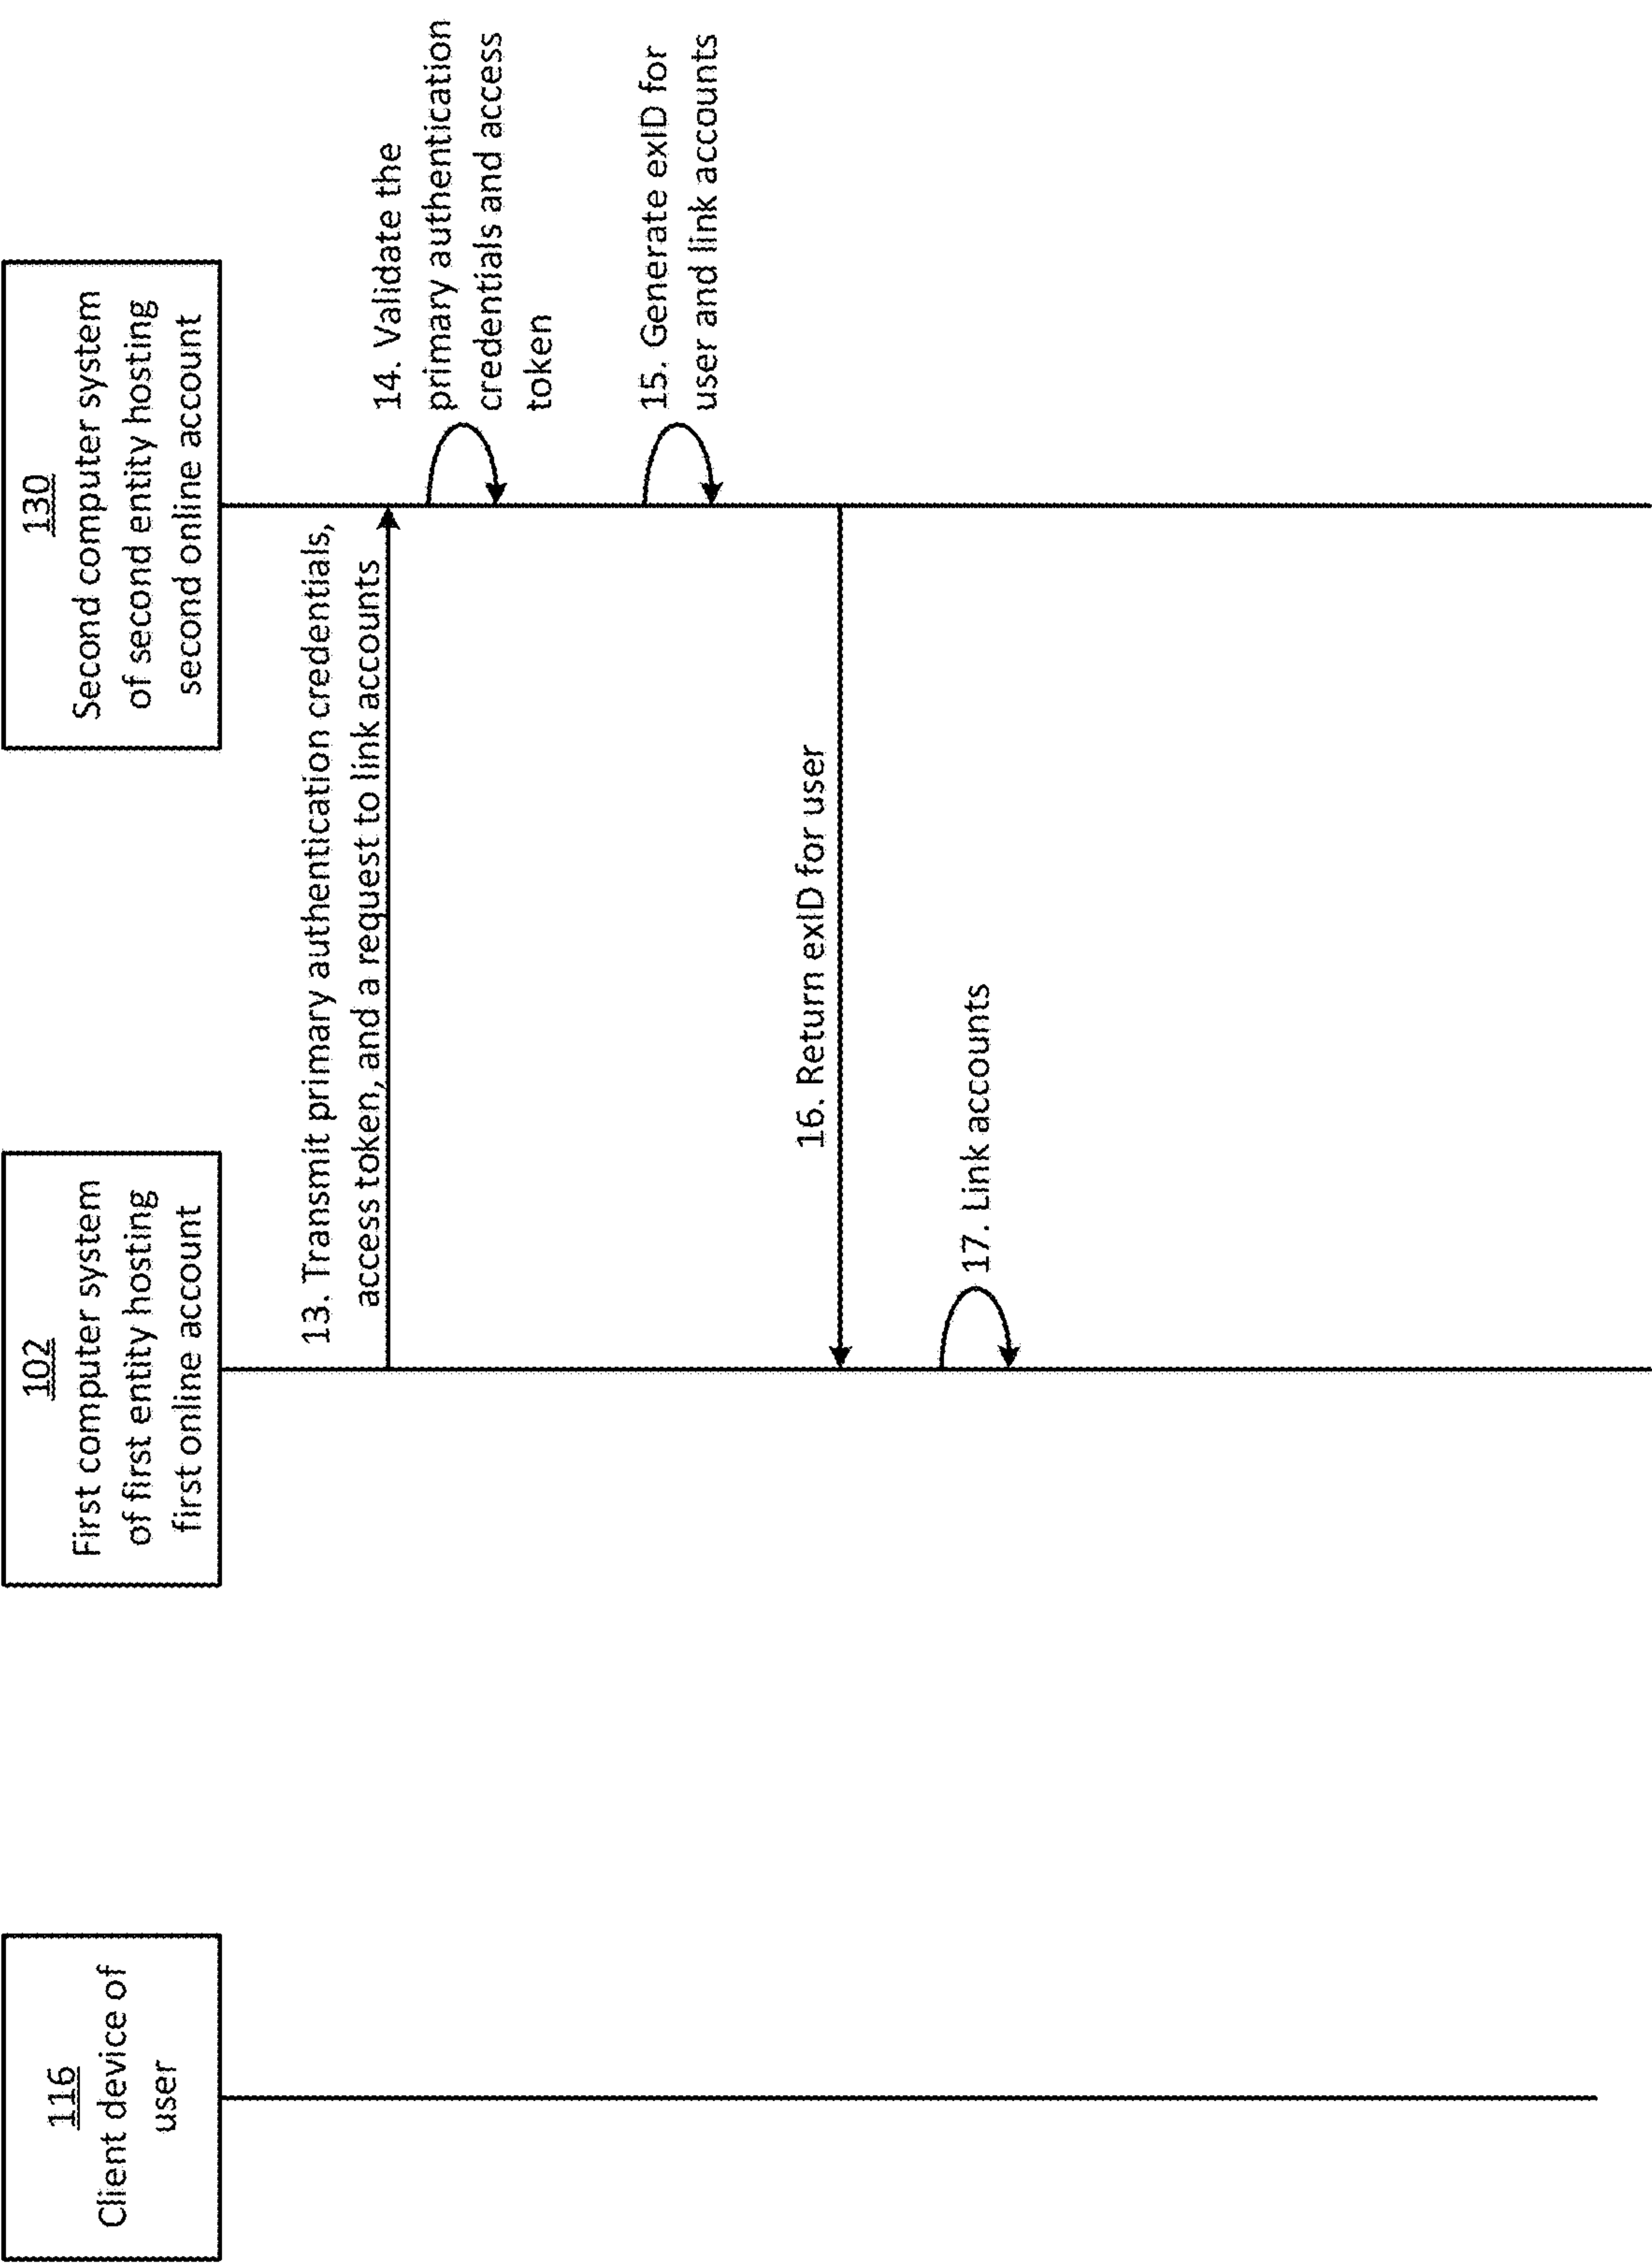 116
Client device of
user
102
First computer system
of first entity hosting
first online account
130
Second computer system
of second entity hosting
second online account
13. Transmit primary authentication credentials,
access token, and a request to link accounts
14. Validate the
primary authentication
credentials and access
token
15. Generate exID for
user and link accounts
16. Return exID for user
17. Link accounts